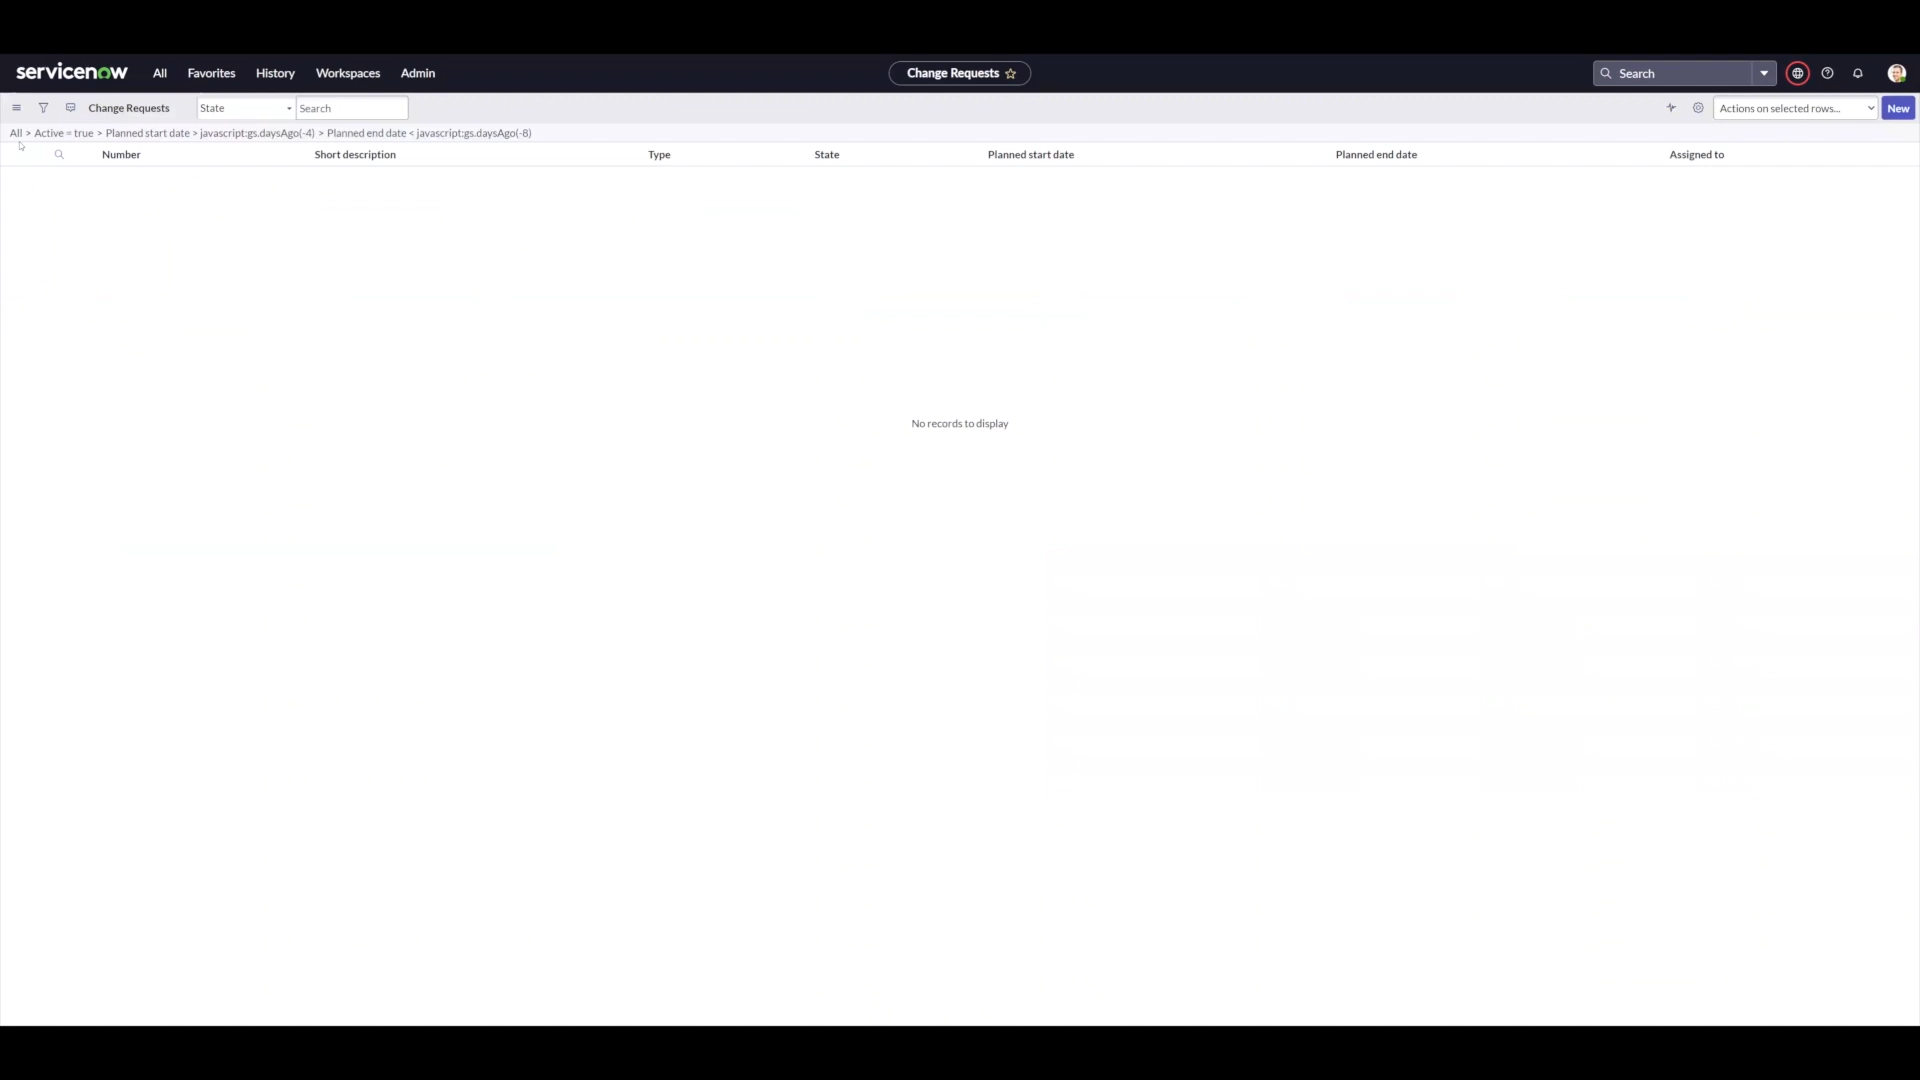 servicenow All Favorites History Workspaces Admin Change Requests Search
Change Requests State Search Actions on selected rows... New
All > Active = true > Planned start date > javascript:gs.daysAgo(-4) > Planned end date < javascript:gs.daysAgo(-8)
Number Short description Type State Planned start date Planned end date Assigned to
No records to display